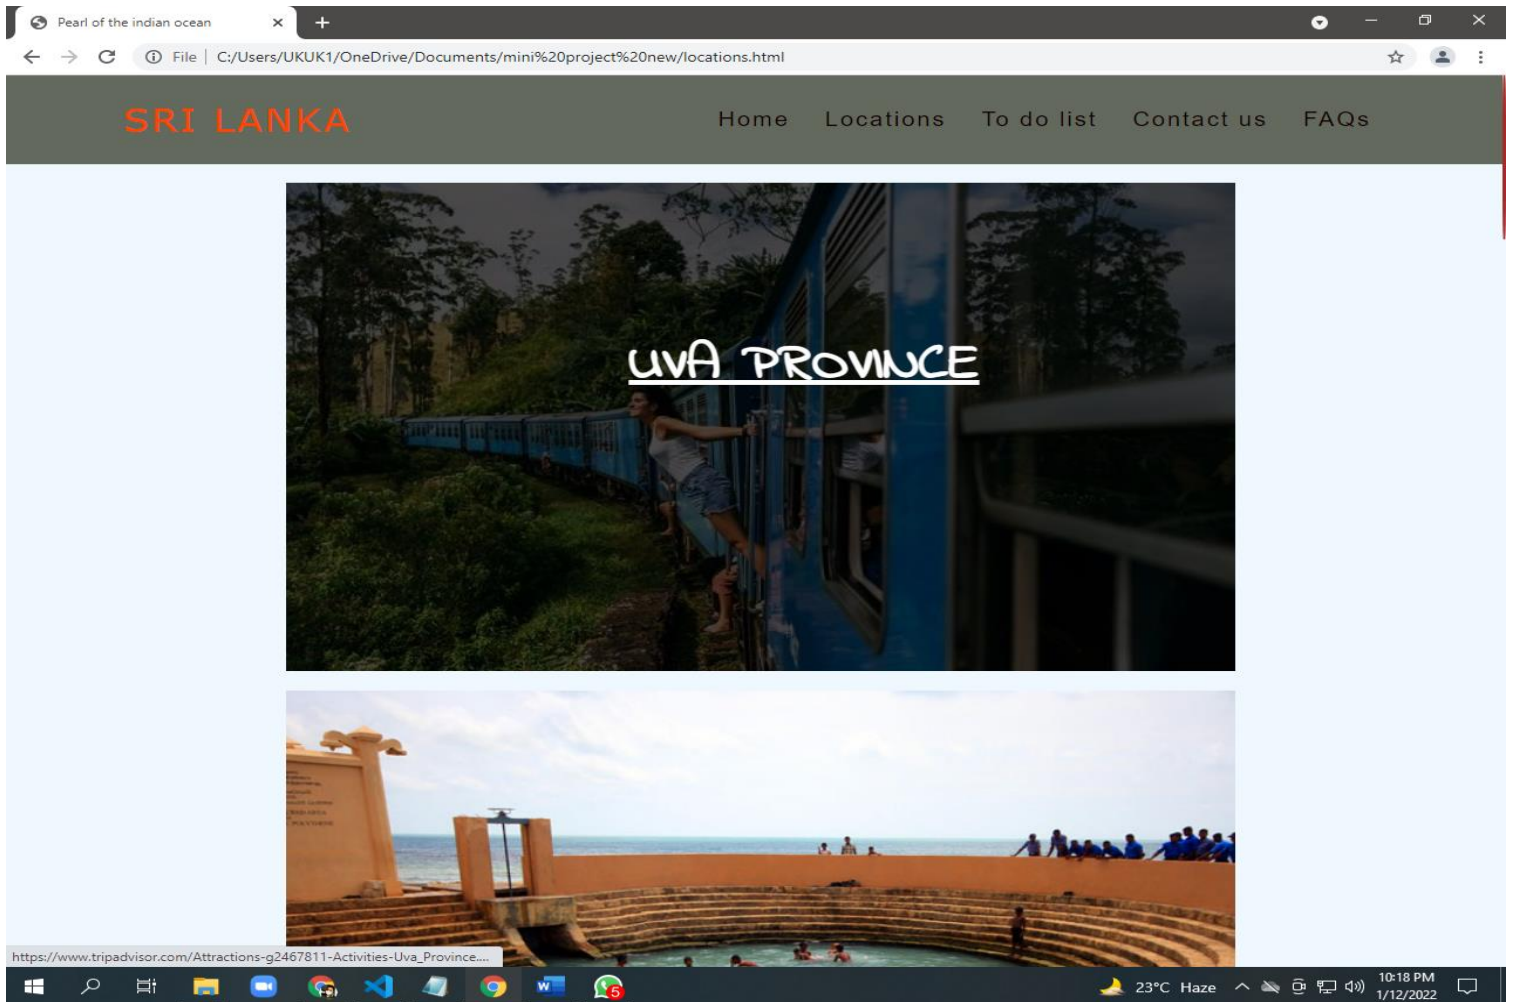 Pearl of the indian ocean
File C:/Users/UKUK1/OneDrive/Documents/mini%20project%20new/locations.html
SRI LANKA Home Locations To do list Contact us FAQs
UVA PROVINCE
https://www.tripadvisor.com/Attractions-g2467811-Activities-Uva_Province....
5 23°C Haze 10:18 PM
1/12/2022